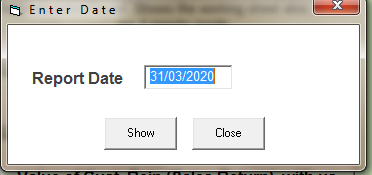 Enter Date
Report Date 31/03/2020
Show Close